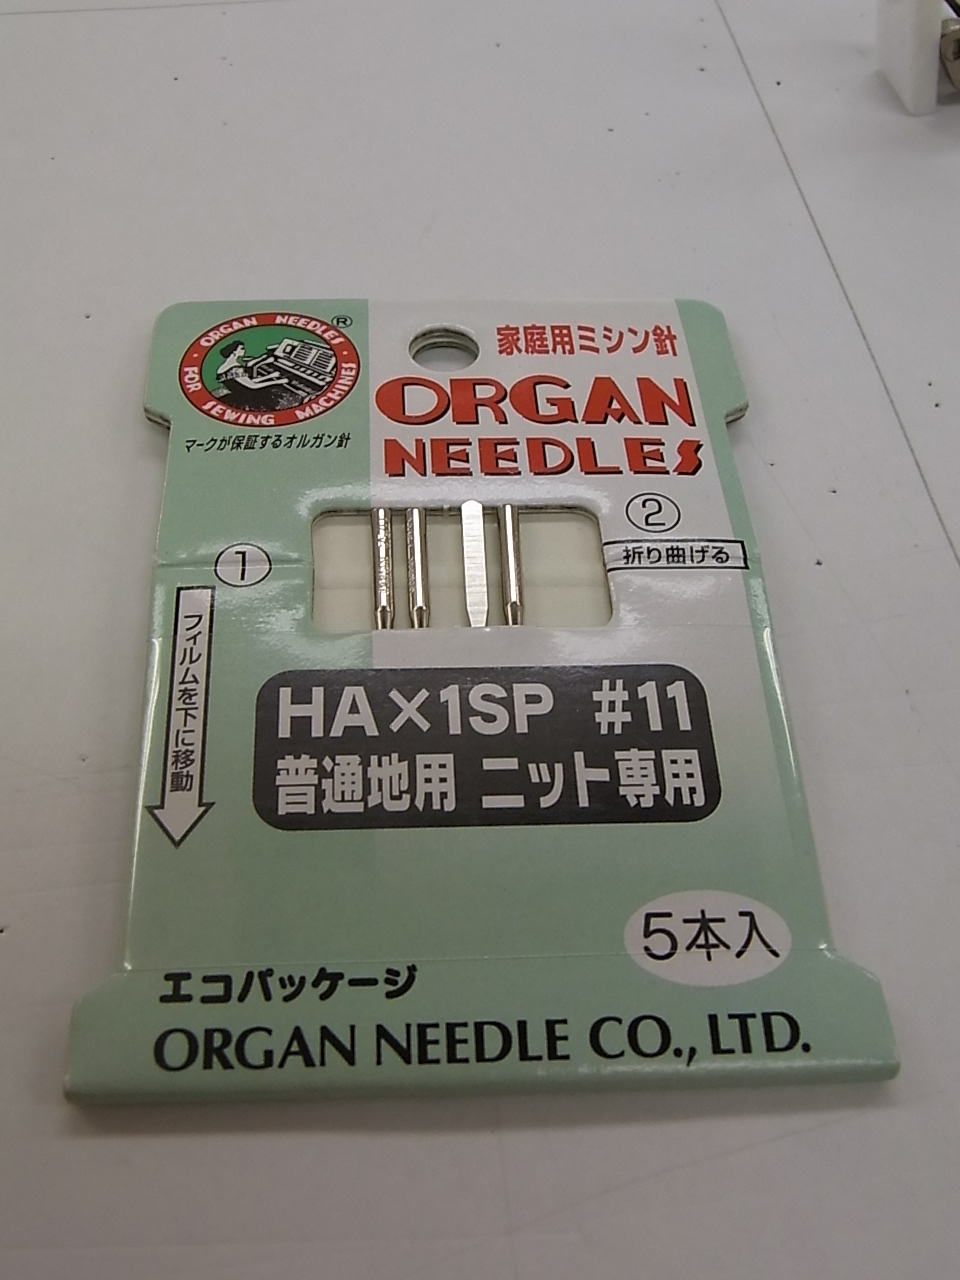 ORGAN NEEDLES
FOR SEWING MACHINES
®
マークが保証するオルガン針
家庭用ミシン針
ORGAN
NEEDLES
①
フィルムを下に移動
②
折り曲げる
HA×1SP #11
普通地用 ニット専用
5本入
エコパッケージ
ORGAN NEEDLE CO., LTD.